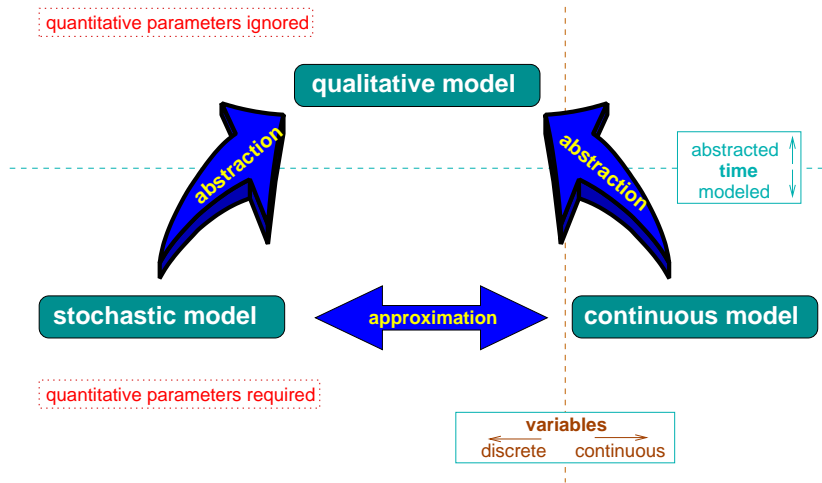 quantitative parameters ignored
qualitative model
abstraction
abstraction
abstracted
time
modeled
stochastic model
approximation
continuous model
quantitative parameters required
variables
discrete continuous